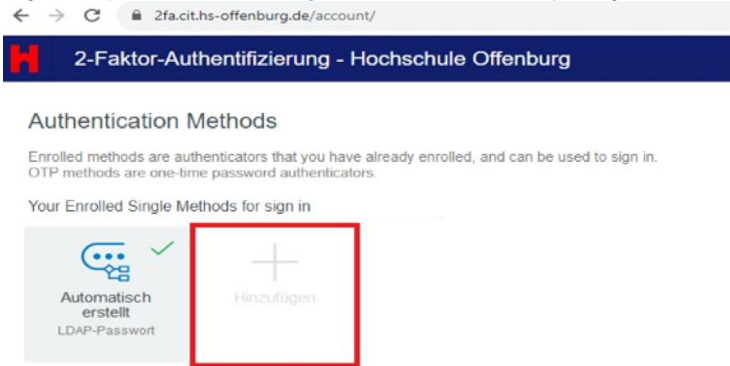 2fa.cit.hs-offenburg.de/account/
H 2-Faktor-Authentifizierung - Hochschule Offenburg
Authentication Methods
Enrolled methods are authenticators that you have already enrolled, and can be used to sign in.
OTP methods are one-time password authenticators.
Your Enrolled Single Methods for sign in
Automatisch
erstellt
LDAP-Passwort
Hinzufügen